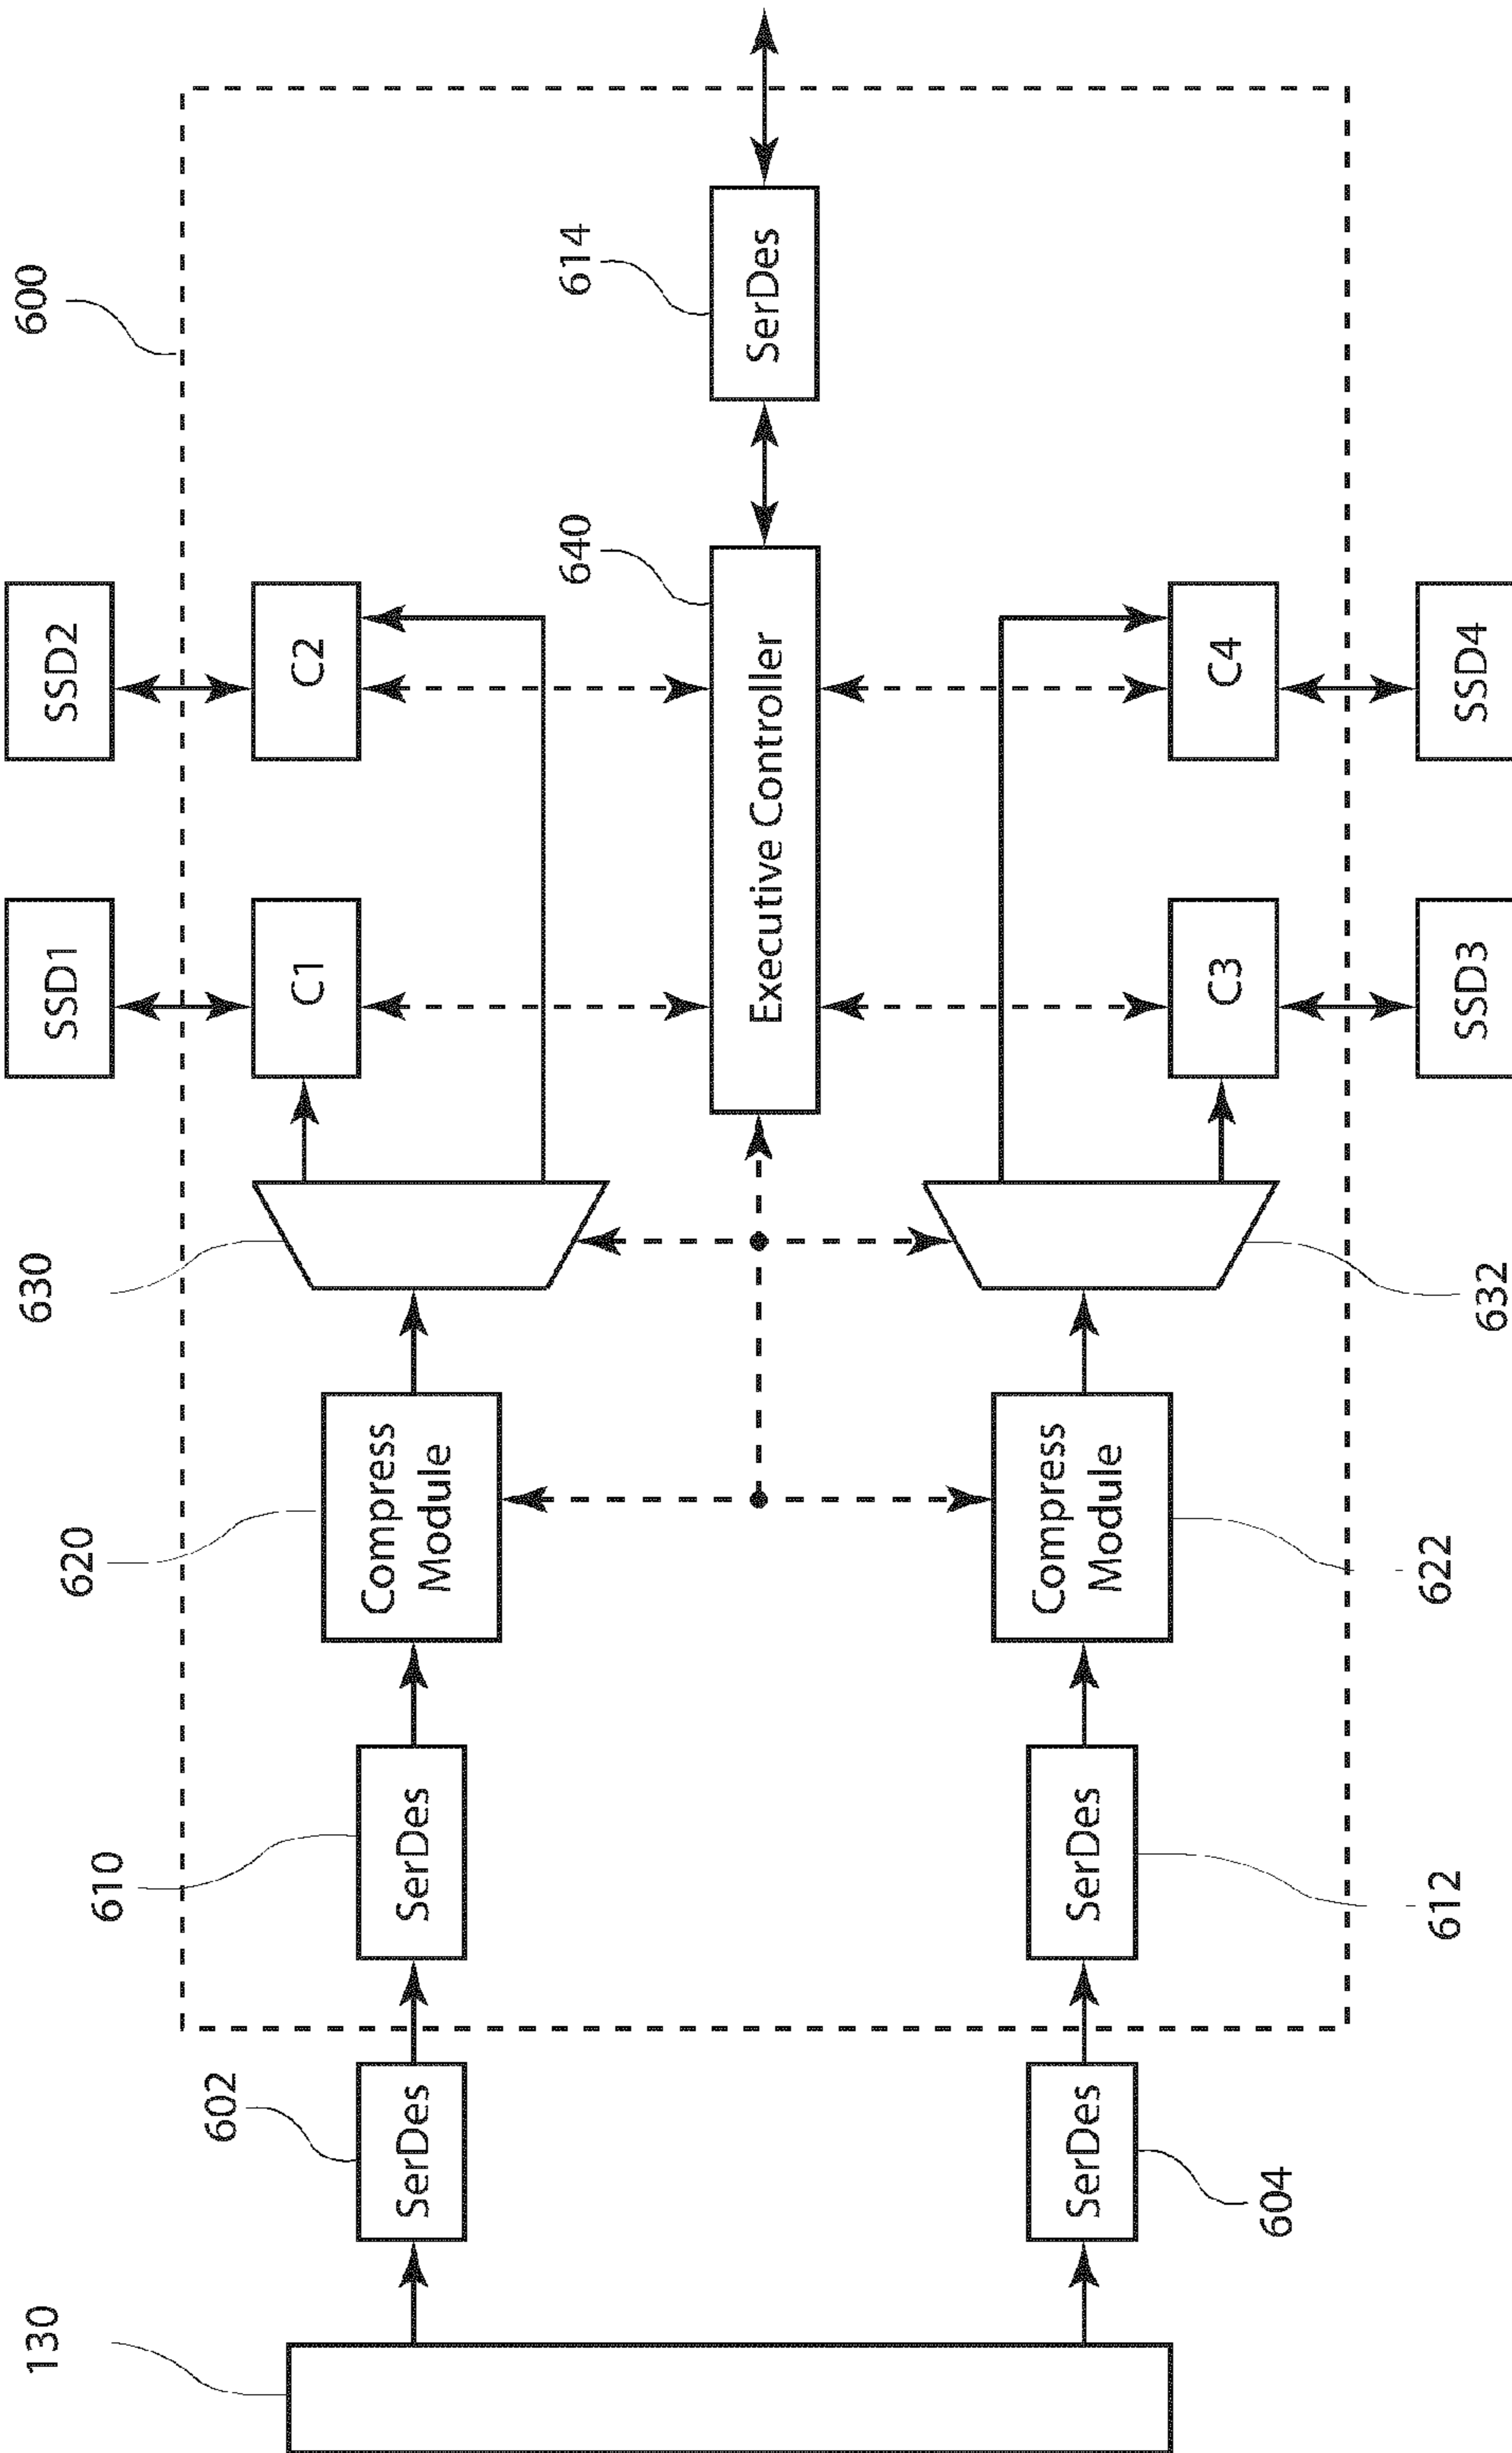 600
SSD1
SSD2
C1
C2
630
620
610
602
130
SerDes
SerDes
Compress
Module
614
SerDes
640
Executive Controller
SerDes
SerDes
Compress
Module
C3
C4
604
612
622
632
SSD3
SSD4